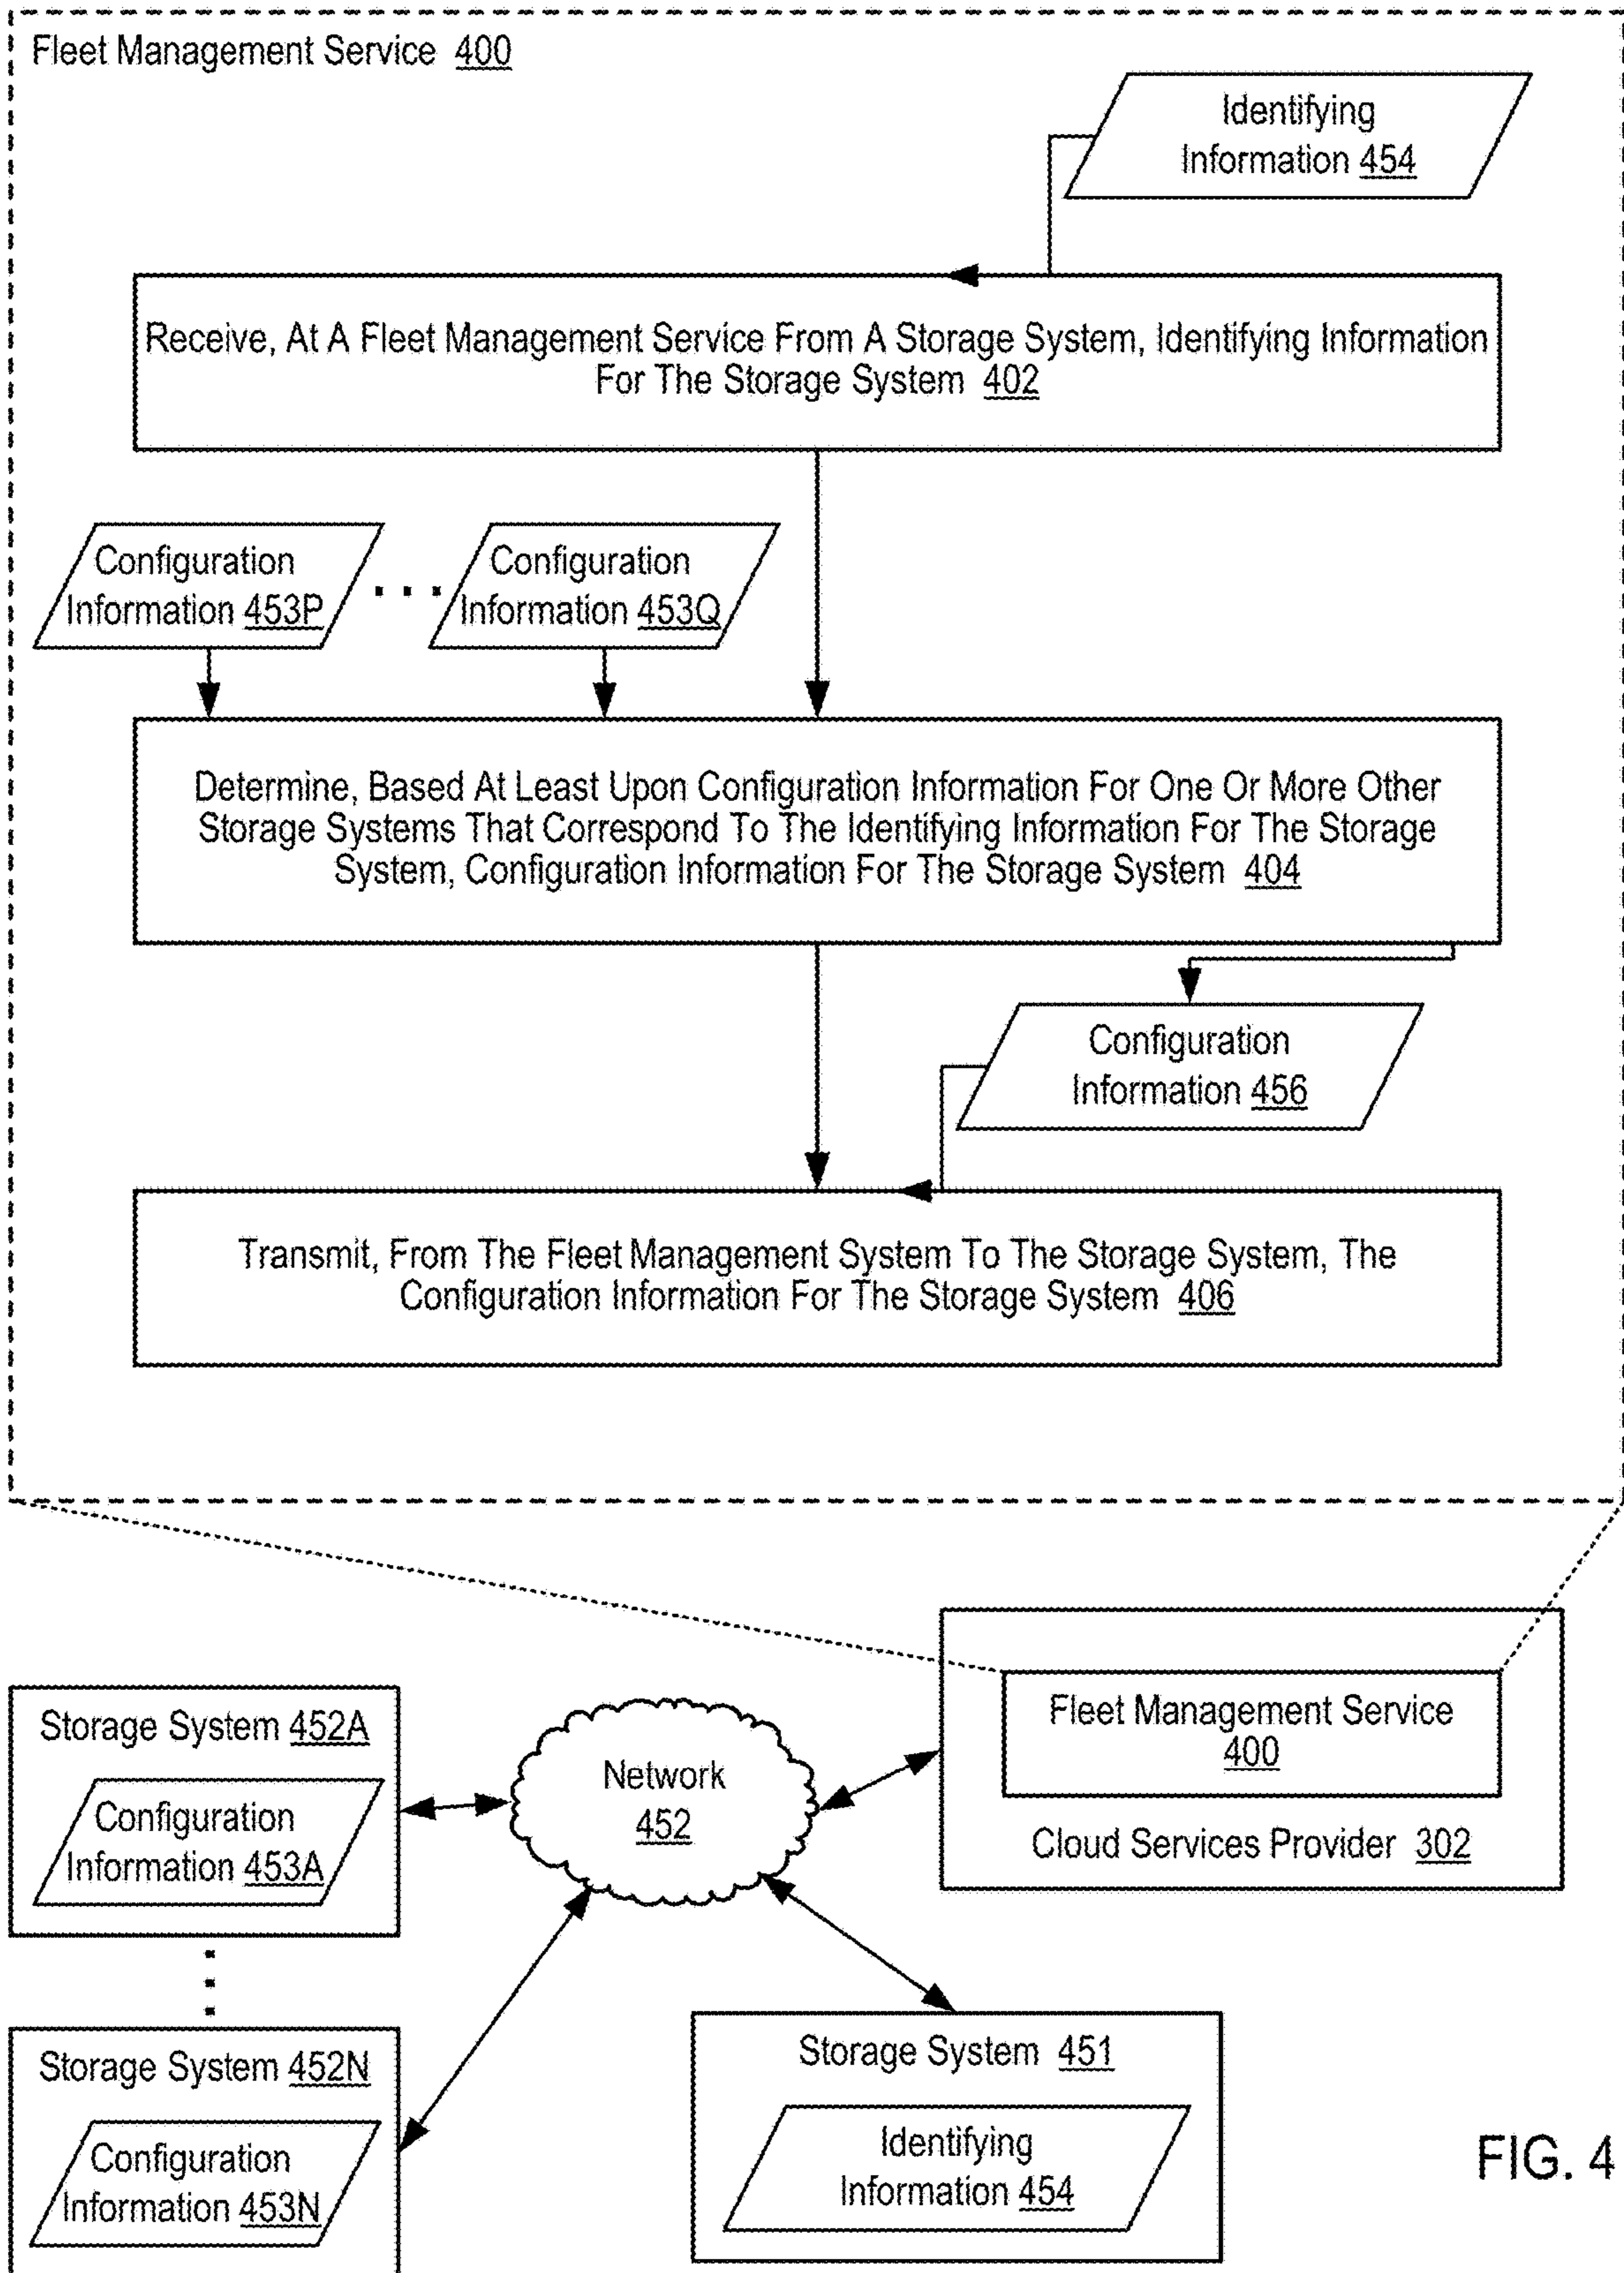 Fleet Management Service 400
Identifying
Information 454
Receive, At A Fleet Management Service From A Storage System, Identifying Information
For The Storage System 402
Configuration
Information 453P
. . .
Configuration
Information 453Q
Determine, Based At Least Upon Configuration Information For One Or More Other
Storage Systems That Correspond To The Identifying Information For The Storage
System, Configuration Information For The Storage System 404
Configuration
Information 456
Transmit, From The Fleet Management System To The Storage System, The
Configuration Information For The Storage System 406
Storage System 452A
Configuration
Information 453A
Network
452
Fleet Management Service
400
Cloud Services Provider 302
Storage System 452N
Configuration
Information 453N
Storage System 451
Identifying
Information 454
FIG. 4